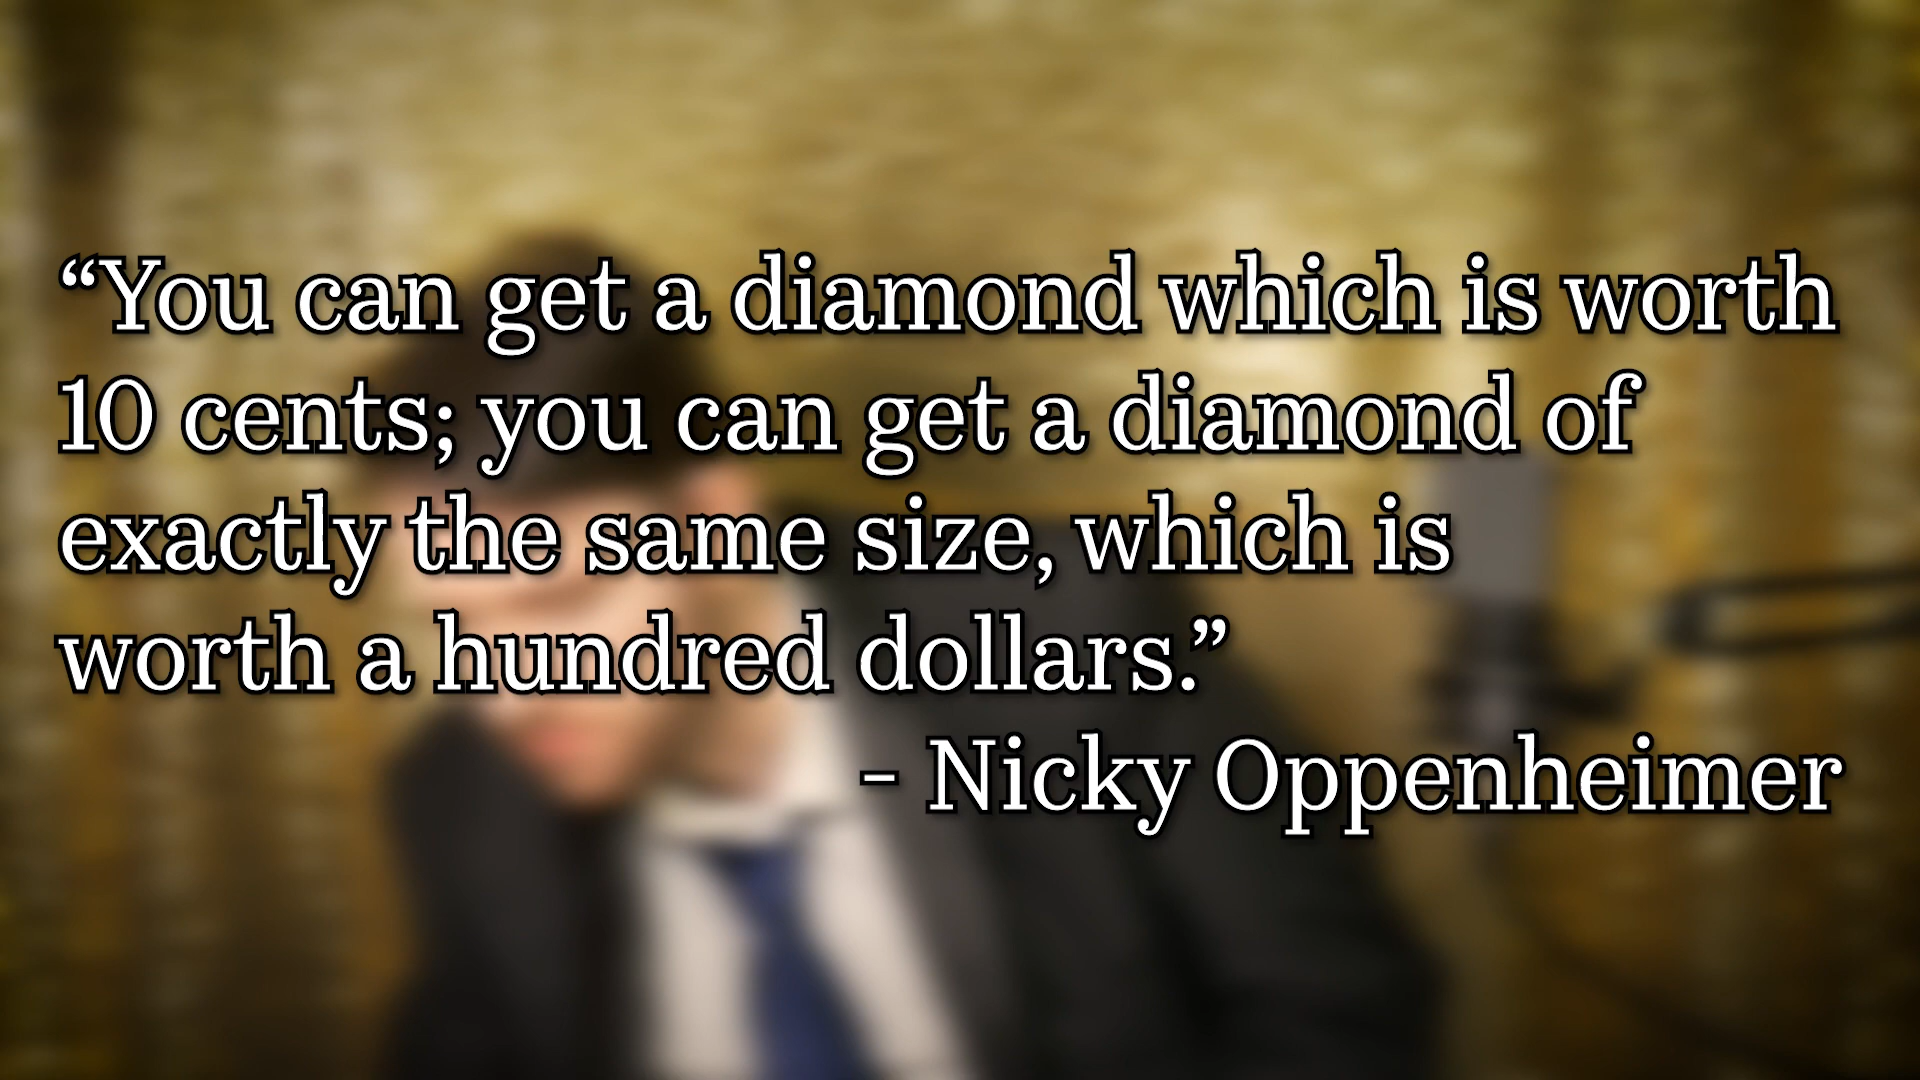 “You can get a diamond which is worth
10 cents; you can get a diamond of
exactly the same size, which is
worth a hundred dollars.”
- Nicky Oppenheimer